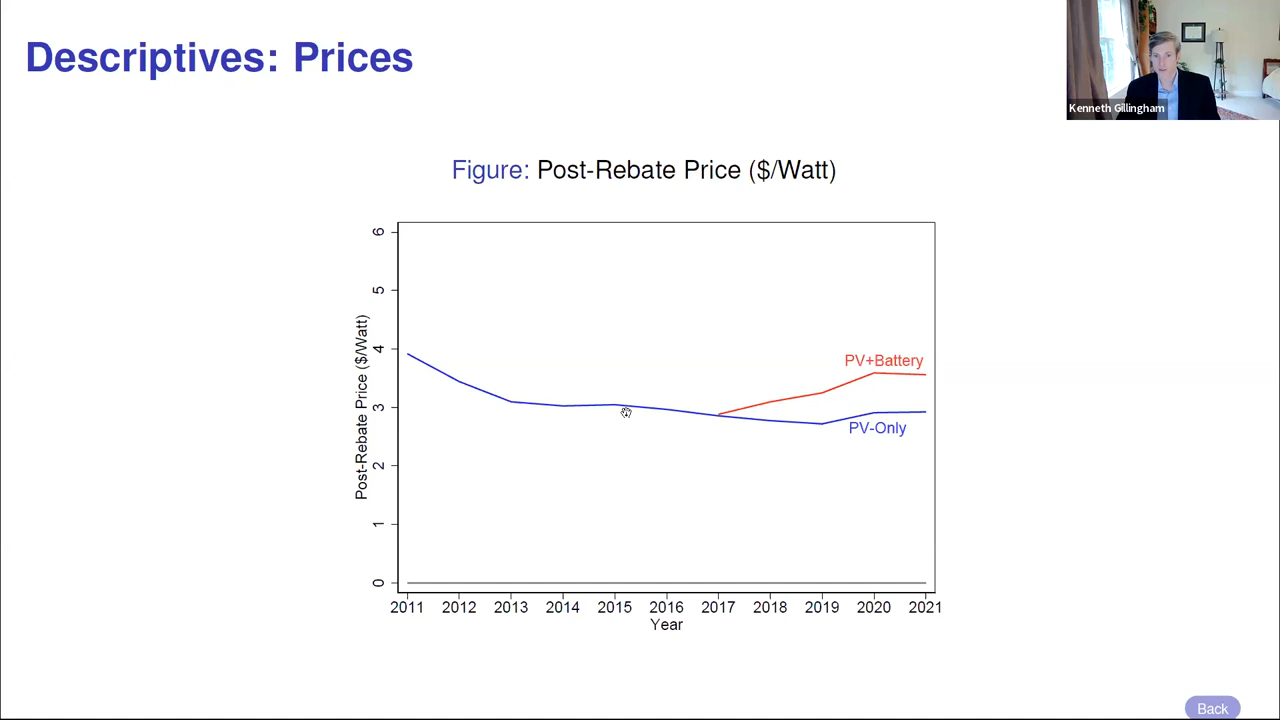 Descriptives: Prices
Kenneth Gillingham
Figure: Post-Rebate Price ($/Watt)
Post-Rebate Price ($/Watt)
6
5
4
3
2
1
0
PV+Battery
PV-Only
2011 2012 2013 2014 2015 2016 2017 2018 2019 2020 2021
Year
Back